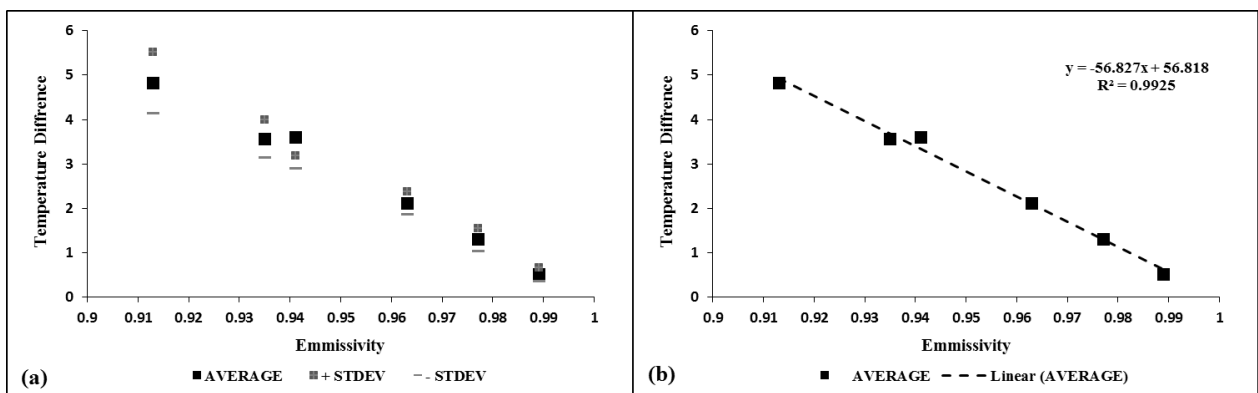 6
5
4
3
2
1
0
Temperature Diffrence
0.9 0.91 0.92 0.93 0.94 0.95 0.96 0.97 0.98 0.99 1
Emmissivity
(a)
AVERAGE + STDEV - STDEV
6
5
4
3
2
1
0
Temperature Diffrence
y = -56.827x + 56.818
R² = 0.9925
0.9 0.91 0.92 0.93 0.94 0.95 0.96 0.97 0.98 0.99 1
Emmissivity
(b)
AVERAGE Linear (AVERAGE)